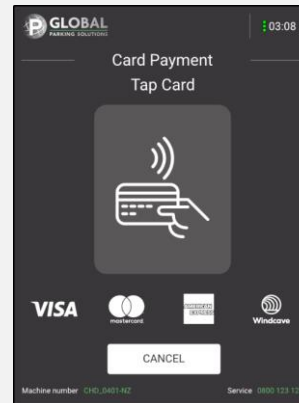 GLOBAL
PARKING SOLUTIONS
03:08
Card Payment
Tap Card
VISA
mastercard
AMERICAN EXPRESS
Windcave
CANCEL
Machine number CHD_0401-NZ
Service 0800 123 12